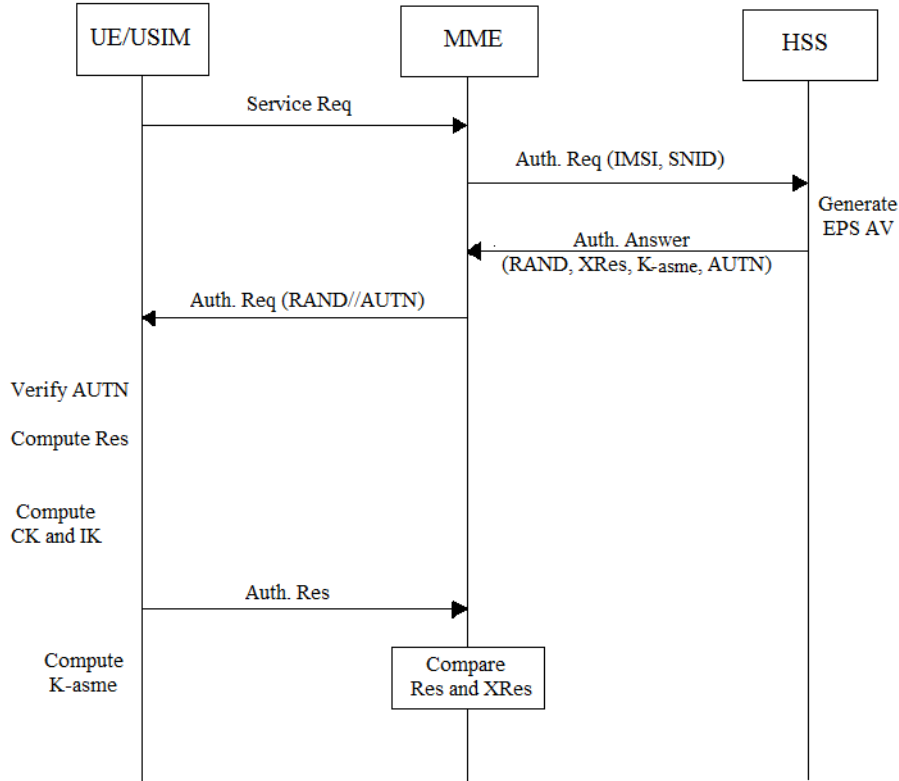 UE/USIM
MME
HSS
Service Req
Auth. Req (IMSI, SNID)
Generate
EPS AV
Auth. Answer
(RAND, XRes, K-asme, AUTN)
Auth. Req (RAND//AUTN)
Verify AUTN
Compute Res
Compute
CK and IK
Auth. Res
Compute
K-asme
Compare
Res and XRes